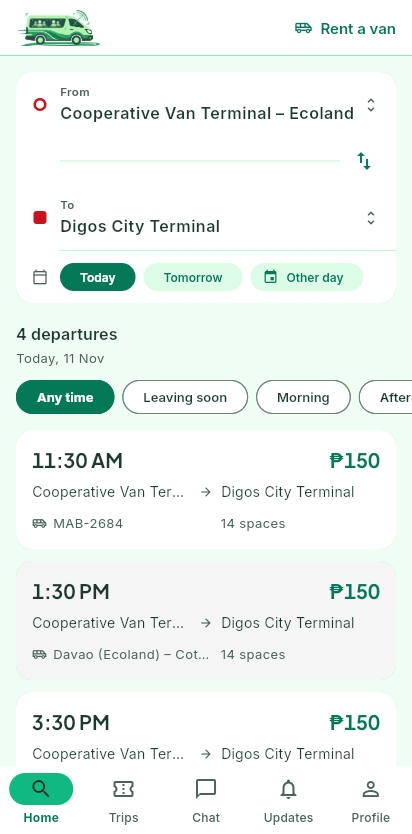 Rent a van
From
Cooperative Van Terminal – Ecoland
To
Digos City Terminal
Today
Tomorrow
Other day
4 departures
Today, 11 Nov
Any time
Leaving soon
Morning
After
11:30 AM
₱150
Cooperative Van Ter... → Digos City Terminal
MAB-2684
14 spaces
1:30 PM
₱150
Cooperative Van Ter... → Digos City Terminal
Davao (Ecoland) – Cot...
14 spaces
3:30 PM
₱150
Cooperative Van Ter... → Digos City Terminal
Home
Trips
Chat
Updates
Profile